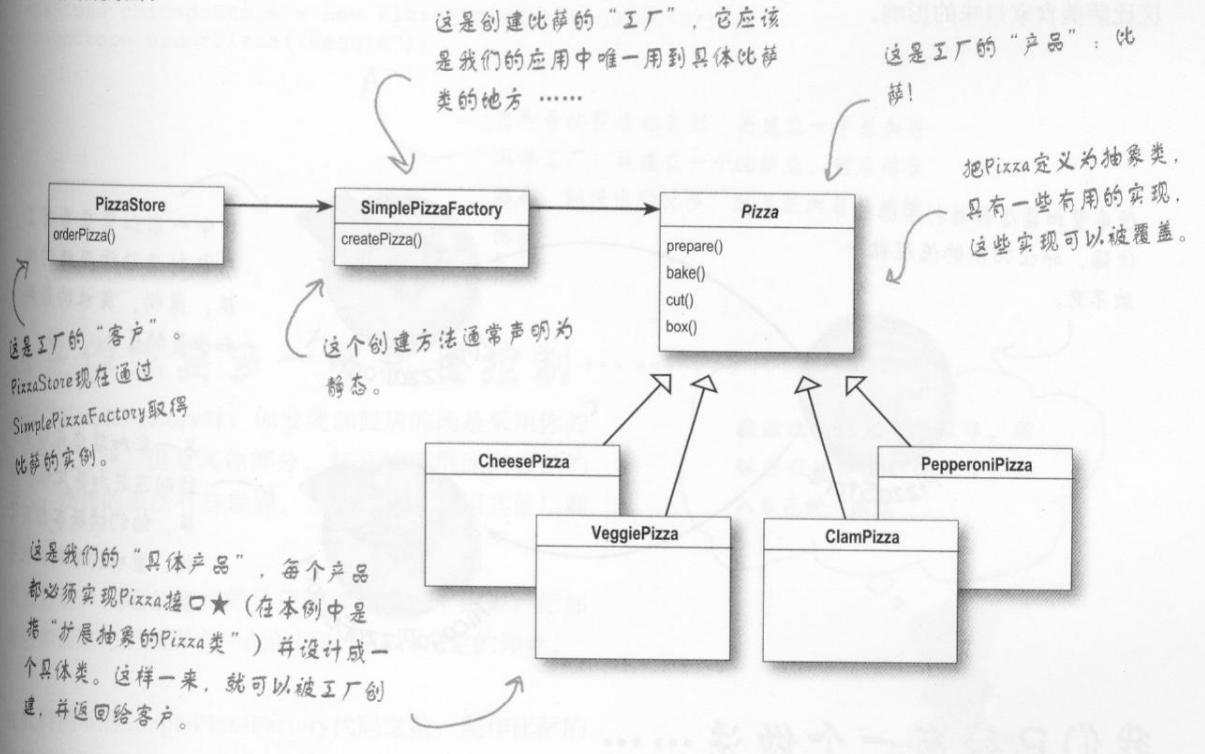 这是创建比萨的“工厂”，它应该
是我们的应用中唯一用到具体比萨
类的地方……
这是工厂的“产品”：比
萨！
把Pizza定义为抽象类，
具有一些有用的实现，
这些实现可以被覆盖。
PizzaStore
orderPizza()
SimplePizzaFactory
createPizza()
Pizza
prepare()
bake()
cut()
box()
这是工厂的“客户”。
PizzaStore现在通过
SimplePizzaFactory取得
比萨的实例。
这个创建方法通常声明为
静态。
CheesePizza
VeggiePizza
ClamPizza
PepperoniPizza
这是我们的“具体产品”，每个产品
都必须实现Pizza接口★（在本例中是
指“扩展抽象的Pizza类”）并设计成一
个具体类。这样一来，就可以被工厂创
建，并返回给客户。